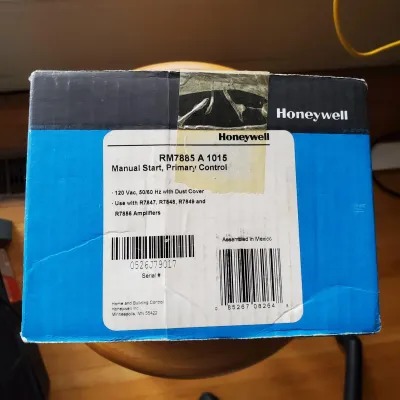 Honeywell
Honeywell
RM7885 A 1015
Manual Start, Primary Control
· 120 Vac, 50/60 Hz with Dust Cover
· Use with R7847, R7848, R7849 and
R7886 Amplifiers
Assembled in Mexico
0526J79017
Serial #
Home and Building Control
Honeywell Inc.
Minneapolis, MN 55422